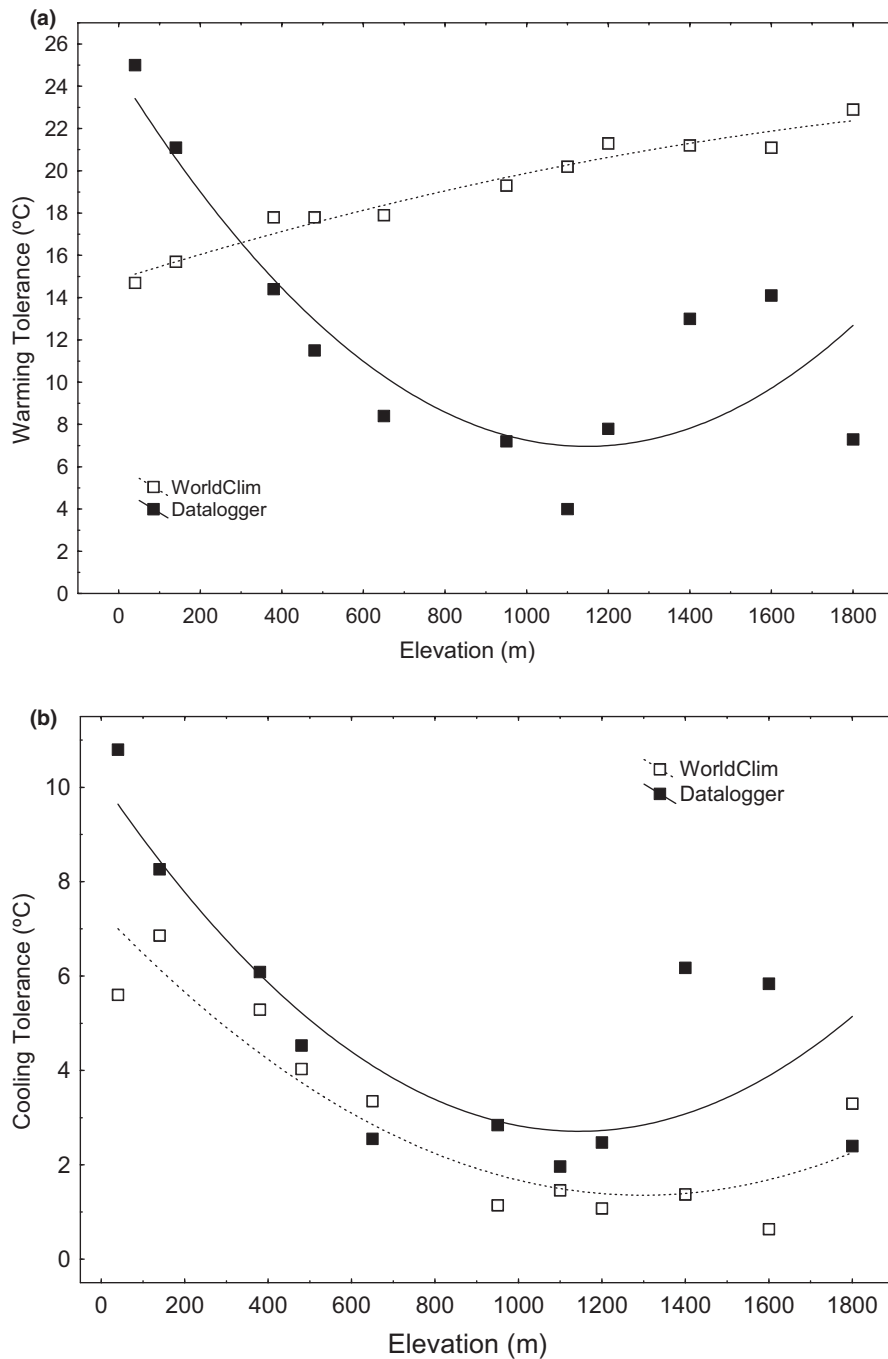 (a)
26
24
22
20
18
16
14
12
10
8
6
4
2
0
Warming Tolerance (ºC)
WorldClim
Datalogger
0 200 400 600 800 1000 1200 1400 1600 1800
Elevation (m)
(b)
10
8
6
4
2
0
Cooling Tolerance (ºC)
WorldClim
Datalogger
0 200 400 600 800 1000 1200 1400 1600 1800
Elevation (m)